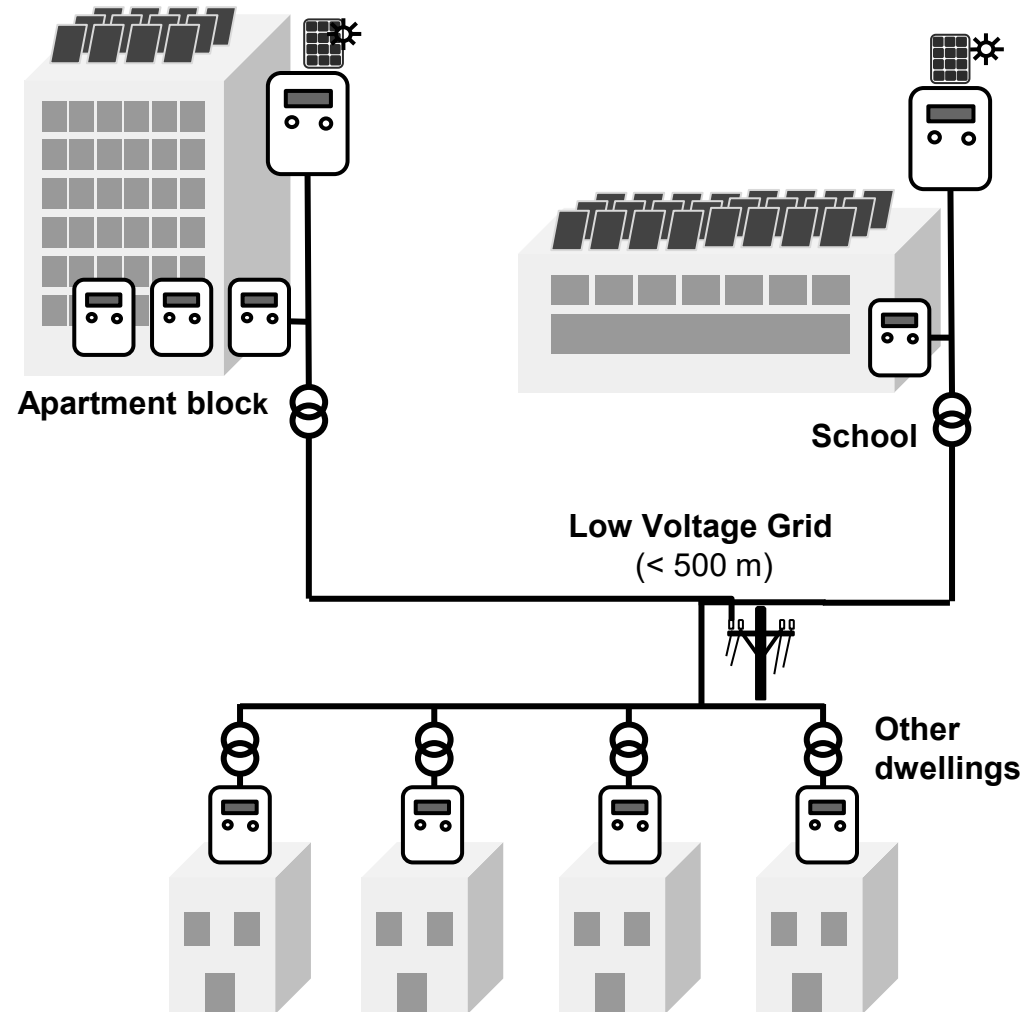 Apartment block
School
Low Voltage Grid
(< 500 m)
Other
dwellings